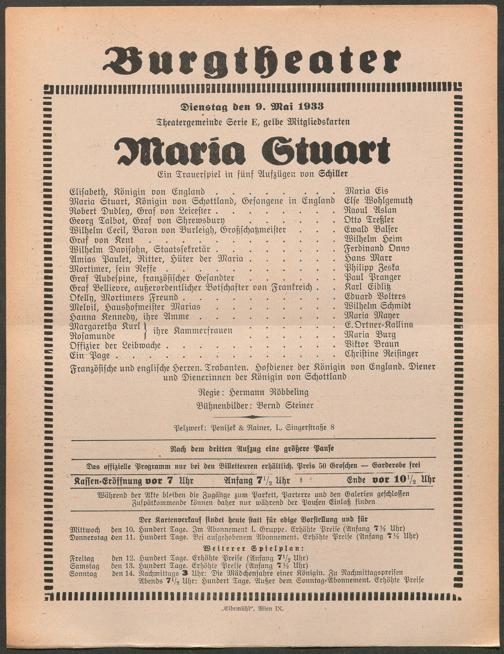 Burgtheater
Dienstag den 9. Mai 1933
Theatergemeinde Serie E, gelbe Mitgliedskarten
Maria Stuart
Ein Trauerspiel in fünf Aufzügen von Schiller
Elisabeth, Königin von England . . . . . . . . Maria Eis
Maria Stuart, Königin von Schottland, Gefangene in England Else Wohlgemuth
Robert Dudley, Graf von Leicester . . . . . . . . Raoul Aslan
Georg Talbot, Graf von Shrewsbury . . . . . . . . Otto Treßler
Wilhelm Cecil, Baron von Burleigh, Großschatzmeister . . . Ewald Balser
Graf von Kent . . . . . . . . Wilhelm Heim
Wilhelm Davison, Staatssekretär . . . . . . . . Ferdinand Onno
Amias Paulet, Ritter, Hüter der Maria . . . . . . . . Hans Marr
Mortimer, sein Neffe . . . . . . . . Philipp Zeska
Graf Aubespine, französischer Gesandter . . . . . . Paul Pranger
Graf Bellievre, außerordentlicher Botschafter von Frankreich . . Karl Eidlitz
Okelly, Mortimers Freund . . . . . . . . Eduard Volters
Melvil, Haushofmeister Marias . . . . . . . . Wilhelm Schmidt
Hanna Kennedy, ihre Amme . . . . . . . . Maria Mayer
Margaretha Kurl } ihre Kammerfrauen . . . . . . E. Ortner-Kallina
Rosamunde . . . . . . Maria Burg
Offizier der Leibwache . . . . . . . . Viktor Braun
Ein Page . . . . . . . . Christine Reisinger
Französische und englische Herren. Trabanten. Hofdiener der Königin von England. Diener
und Dienerinnen der Königin von Schottland
Regie: Hermann Röbbeling
Bühnenbilder: Bernd Steiner
Pelzwerk: Penizek & Rainer, I., Singerstraße 8
Nach dem dritten Aufzug eine größere Pause
Das offizielle Programm nur bei den Billetteuren erhältlich. Preis 50 Groschen — Garderobe frei
Kassen-Eröffnung vor 7 Uhr Anfang 7½ Uhr Ende vor 10½ Uhr
Während der Akte bleiben die Zugänge zum Parkett, Parterre und den Galerien geschlossen
Zuspätkommende können daher nur während der Pausen Einlaß finden
Der Kartenverkauf findet heute statt für obige Vorstellung und für
Mittwoch den 10. Hundert Tage. Im Abonnement I. Gruppe. Erhöhte Preise (Anfang 7½ Uhr)
Donnerstag den 11. Hundert Tage. Bei aufgehobenem Abonnement. Erhöhte Preise (Anfang 7½ Uhr)
Weiterer Spielplan:
Freitag den 12. Hundert Tage. Erhöhte Preise (Anfang 7½ Uhr)
Samstag den 13. Hundert Tage. Erhöhte Preise (Anfang 7½ Uhr)
Sonntag den 14. Nachmittags 3 Uhr: Die Mädchenjahre einer Königin. Zu Nachmittagspreisen
Abends 7½ Uhr: Hundert Tage. Außer dem Sonntag-Abonnement. Erhöhte Preise
„Elbemühl", Wien IX.